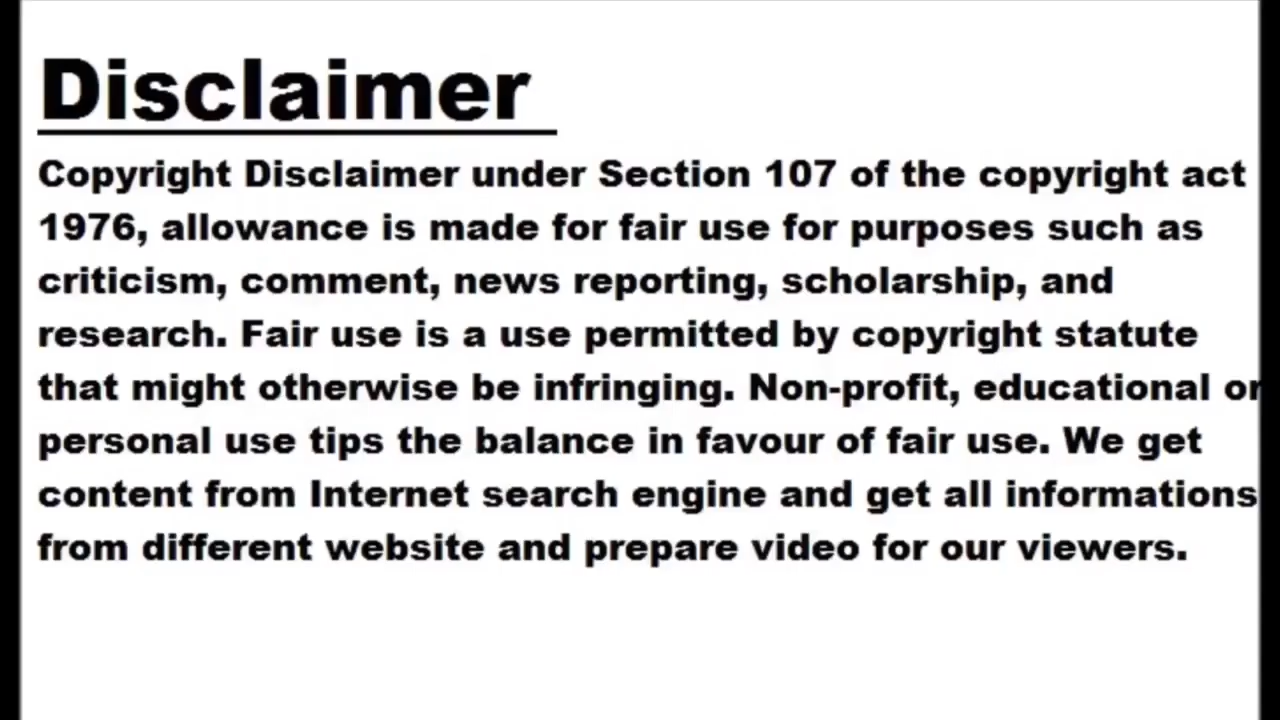 Disclaimer
Copyright Disclaimer under Section 107 of the copyright act
1976, allowance is made for fair use for purposes such as
criticism, comment, news reporting, scholarship, and
research. Fair use is a use permitted by copyright statute
that might otherwise be infringing. Non-profit, educational or
personal use tips the balance in favour of fair use. We get
content from Internet search engine and get all informations
from different website and prepare video for our viewers.